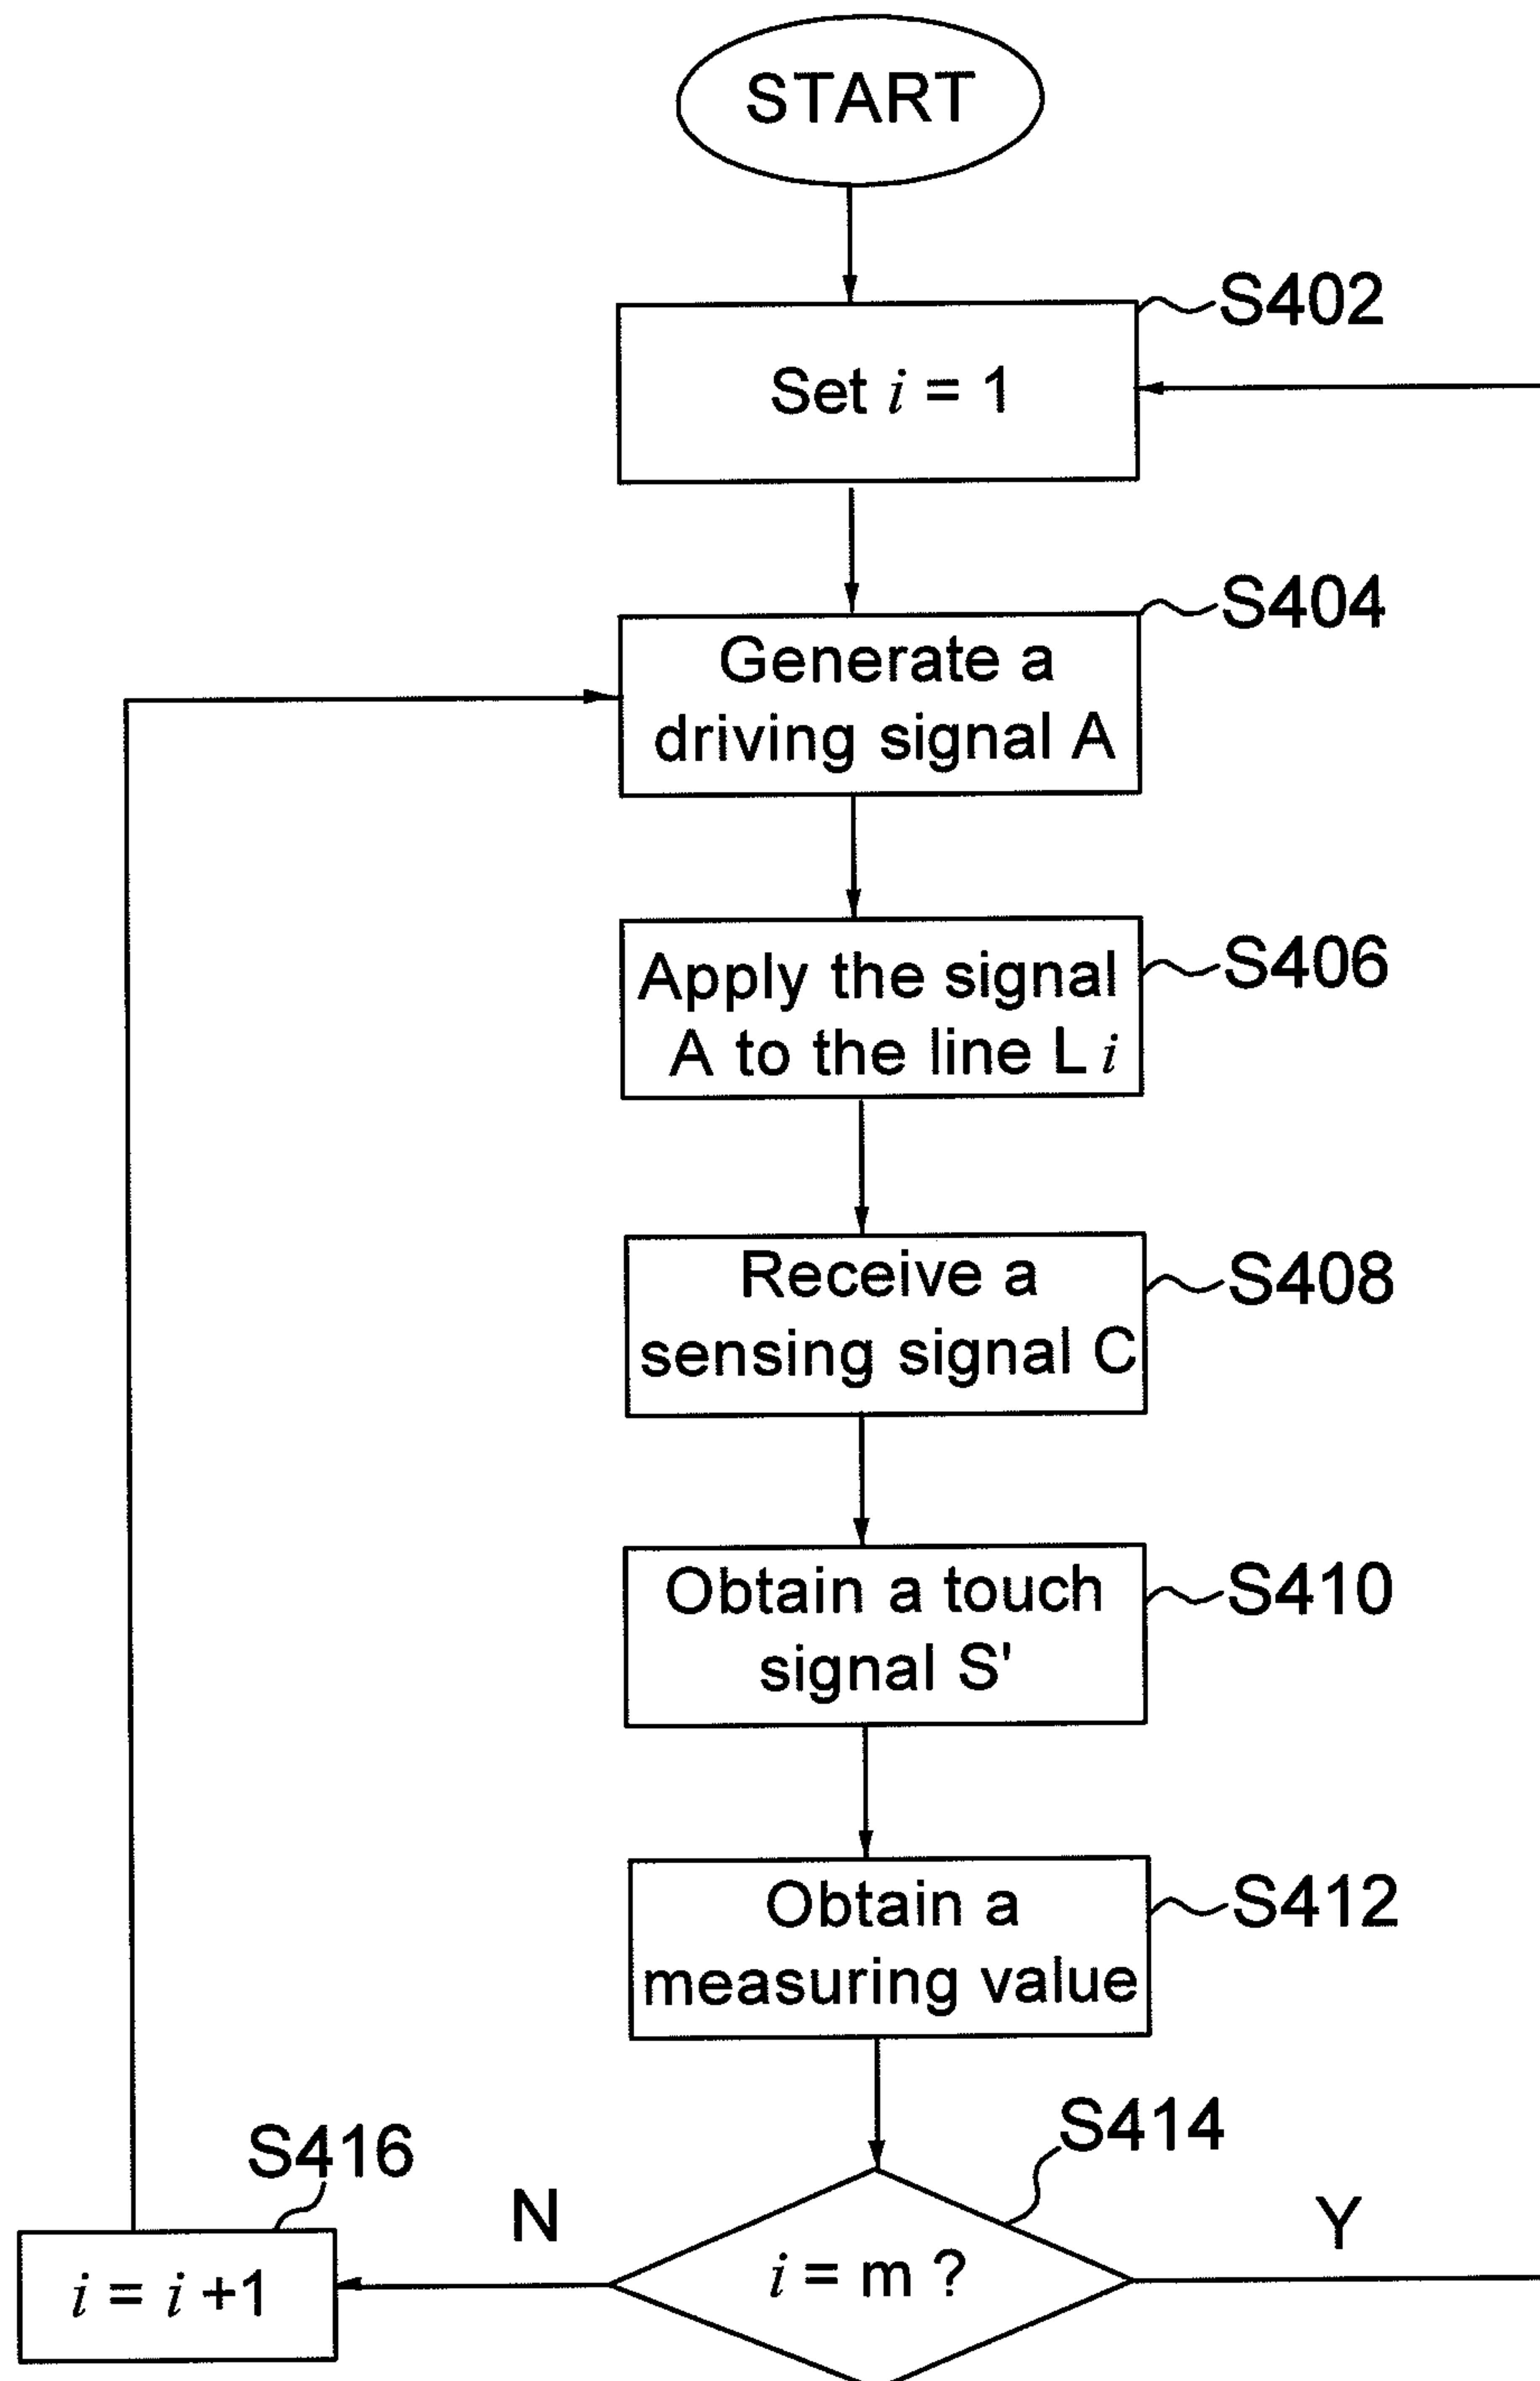 START
S402
Set i = 1
S404
Generate a
driving signal A
S406
Apply the signal
A to the line L i
S408
Receive a
sensing signal C
S410
Obtain a touch
signal S'
S412
Obtain a
measuring value
S414
S416
N
Y
i = m ?
i = i +1